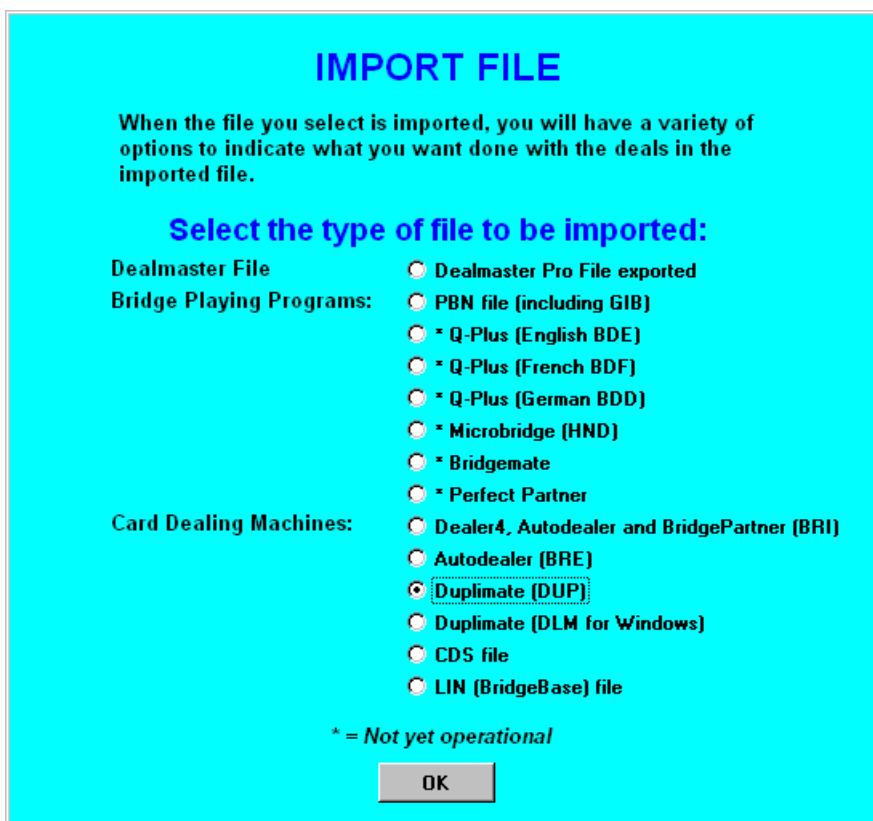 IMPORT FILE
When the file you select is imported, you will have a variety of
options to indicate what you want done with the deals in the
imported file.
Select the type of file to be imported:
Dealmaster File Dealmaster Pro File exported
Bridge Playing Programs: PBN file (including GIB)
* Q-Plus (English BDE)
* Q-Plus (French BDF)
* Q-Plus (German BDD)
* Microbridge (HND)
* Bridgemate
* Perfect Partner
Card Dealing Machines: Dealer4, Autodealer and BridgePartner (BRI)
Autodealer (BRE)
Duplimate (DUP)
Duplimate (DLM for Windows)
CDS file
LIN (BridgeBase) file
* = Not yet operational
OK